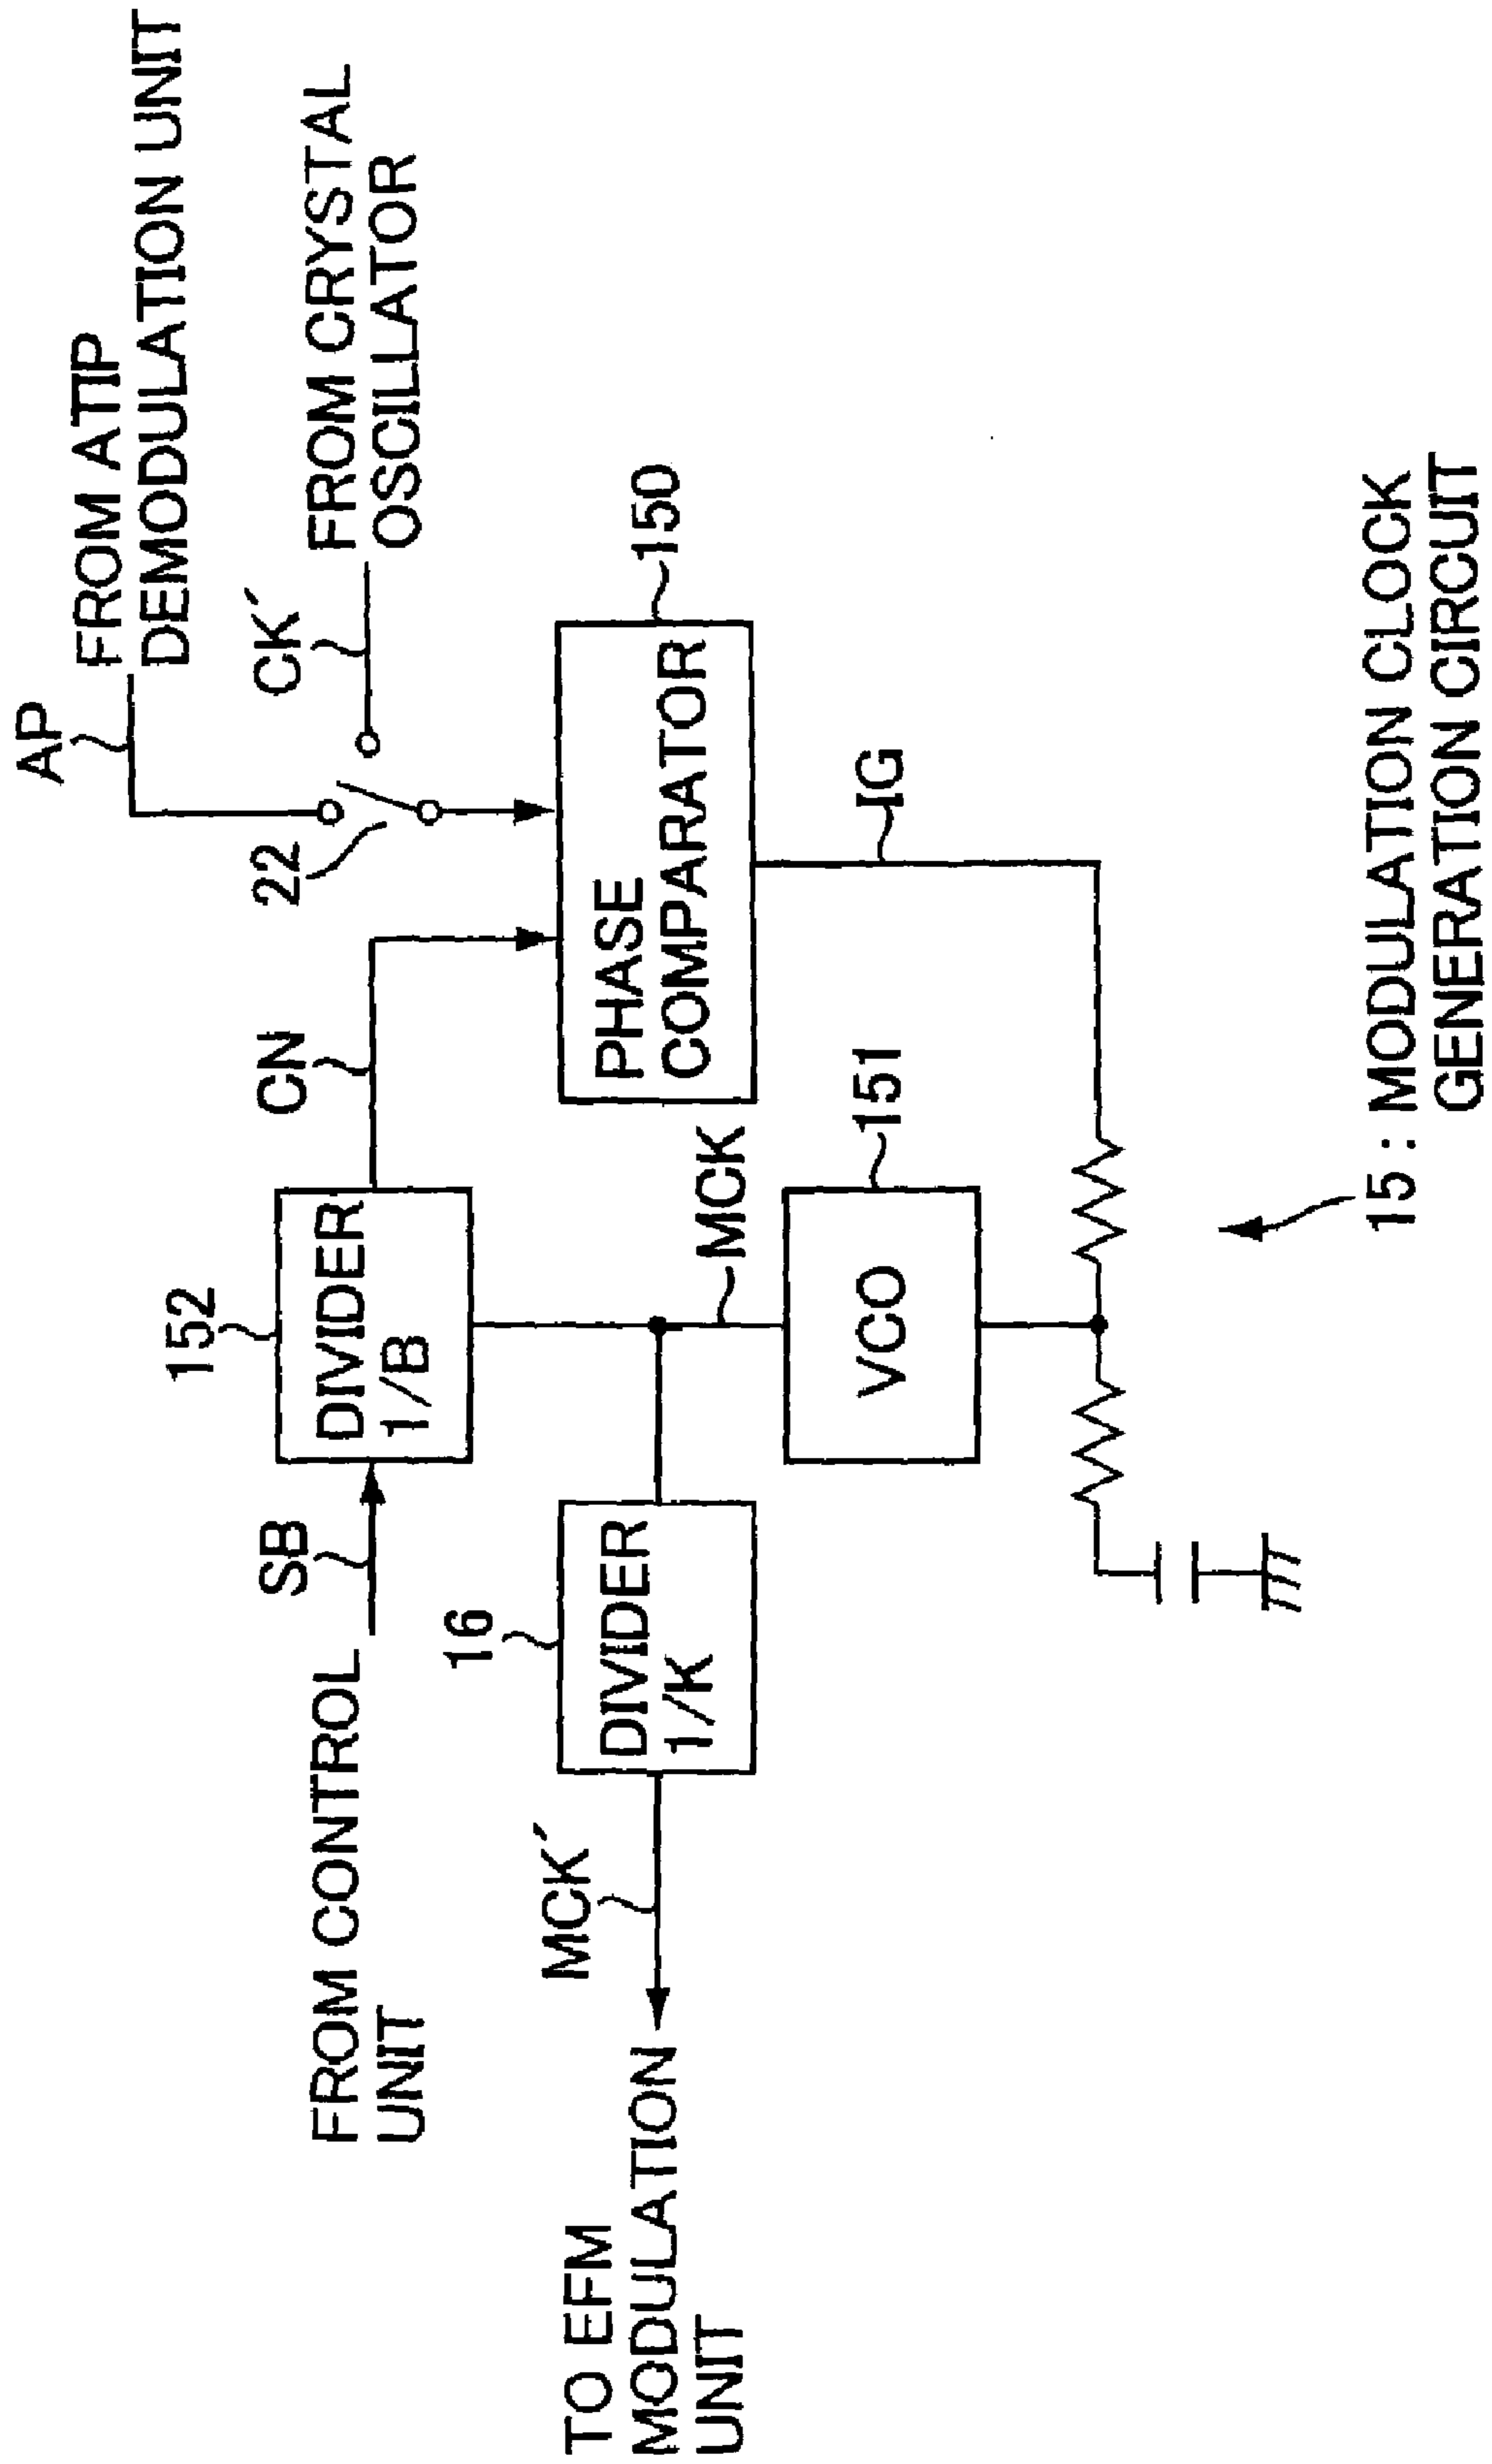 AP
FROM ATIP
DEMODULATION UNIT
CK´
FROM CRYSTAL
OSCILLATOR
22
CN
152
DIVIDER
1/B
SB
FROM CONTROL
UNIT
150
PHASE
COMPARATOR
16
DIVIDER
1/K
MCK
MCK´
TO EFM
MODULATION
UNIT
151
VCO
IG
15 : MODULATION CLOCK
GENERATION CIRCUIT